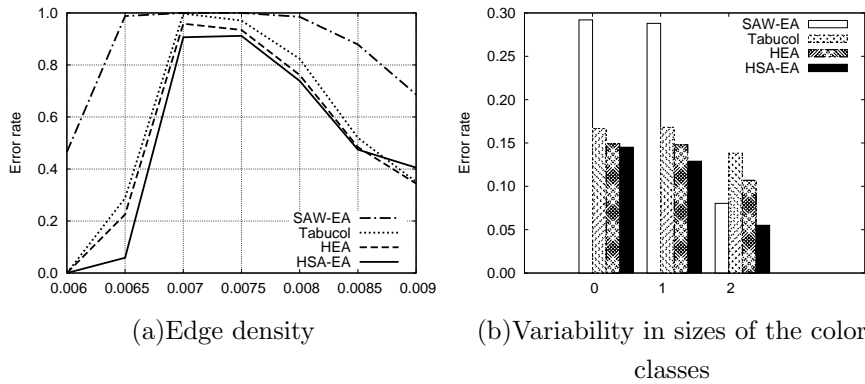 Error rate
1.0
0.8
0.6
0.4
0.2
0.0
SAW-EA
Tabucol
HEA
HSA-EA
0.006 0.0065 0.007 0.0075 0.008 0.0085 0.009
(a)Edge density
Error rate
0.30
0.25
0.20
0.15
0.10
0.05
0.00
SAW-EA
Tabucol
HEA
HSA-EA
0 1 2
(b)Variability in sizes of the color
classes